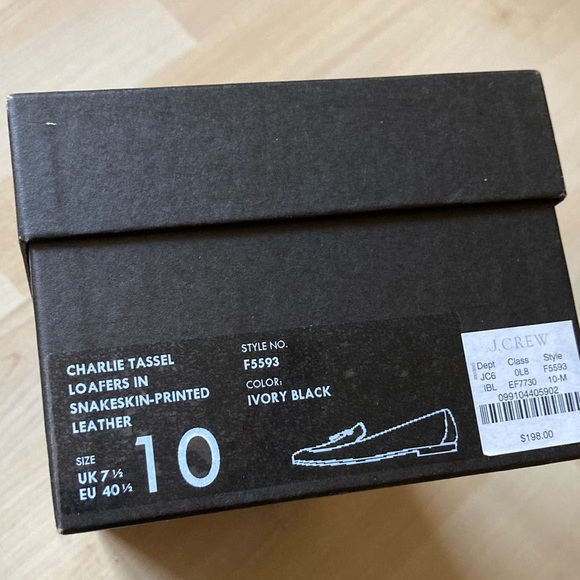 CHARLIE TASSEL
LOAFERS IN
SNAKESKIN-PRINTED
LEATHER
SIZE
UK 7 ½
EU 40 ½
10
STYLE NO.
F5593
COLOR:
IVORY BLACK
J.CREW
Dept Class Style
JC6 0L8 F5593
IBL EF7730 10-M
099104405902
$198.00